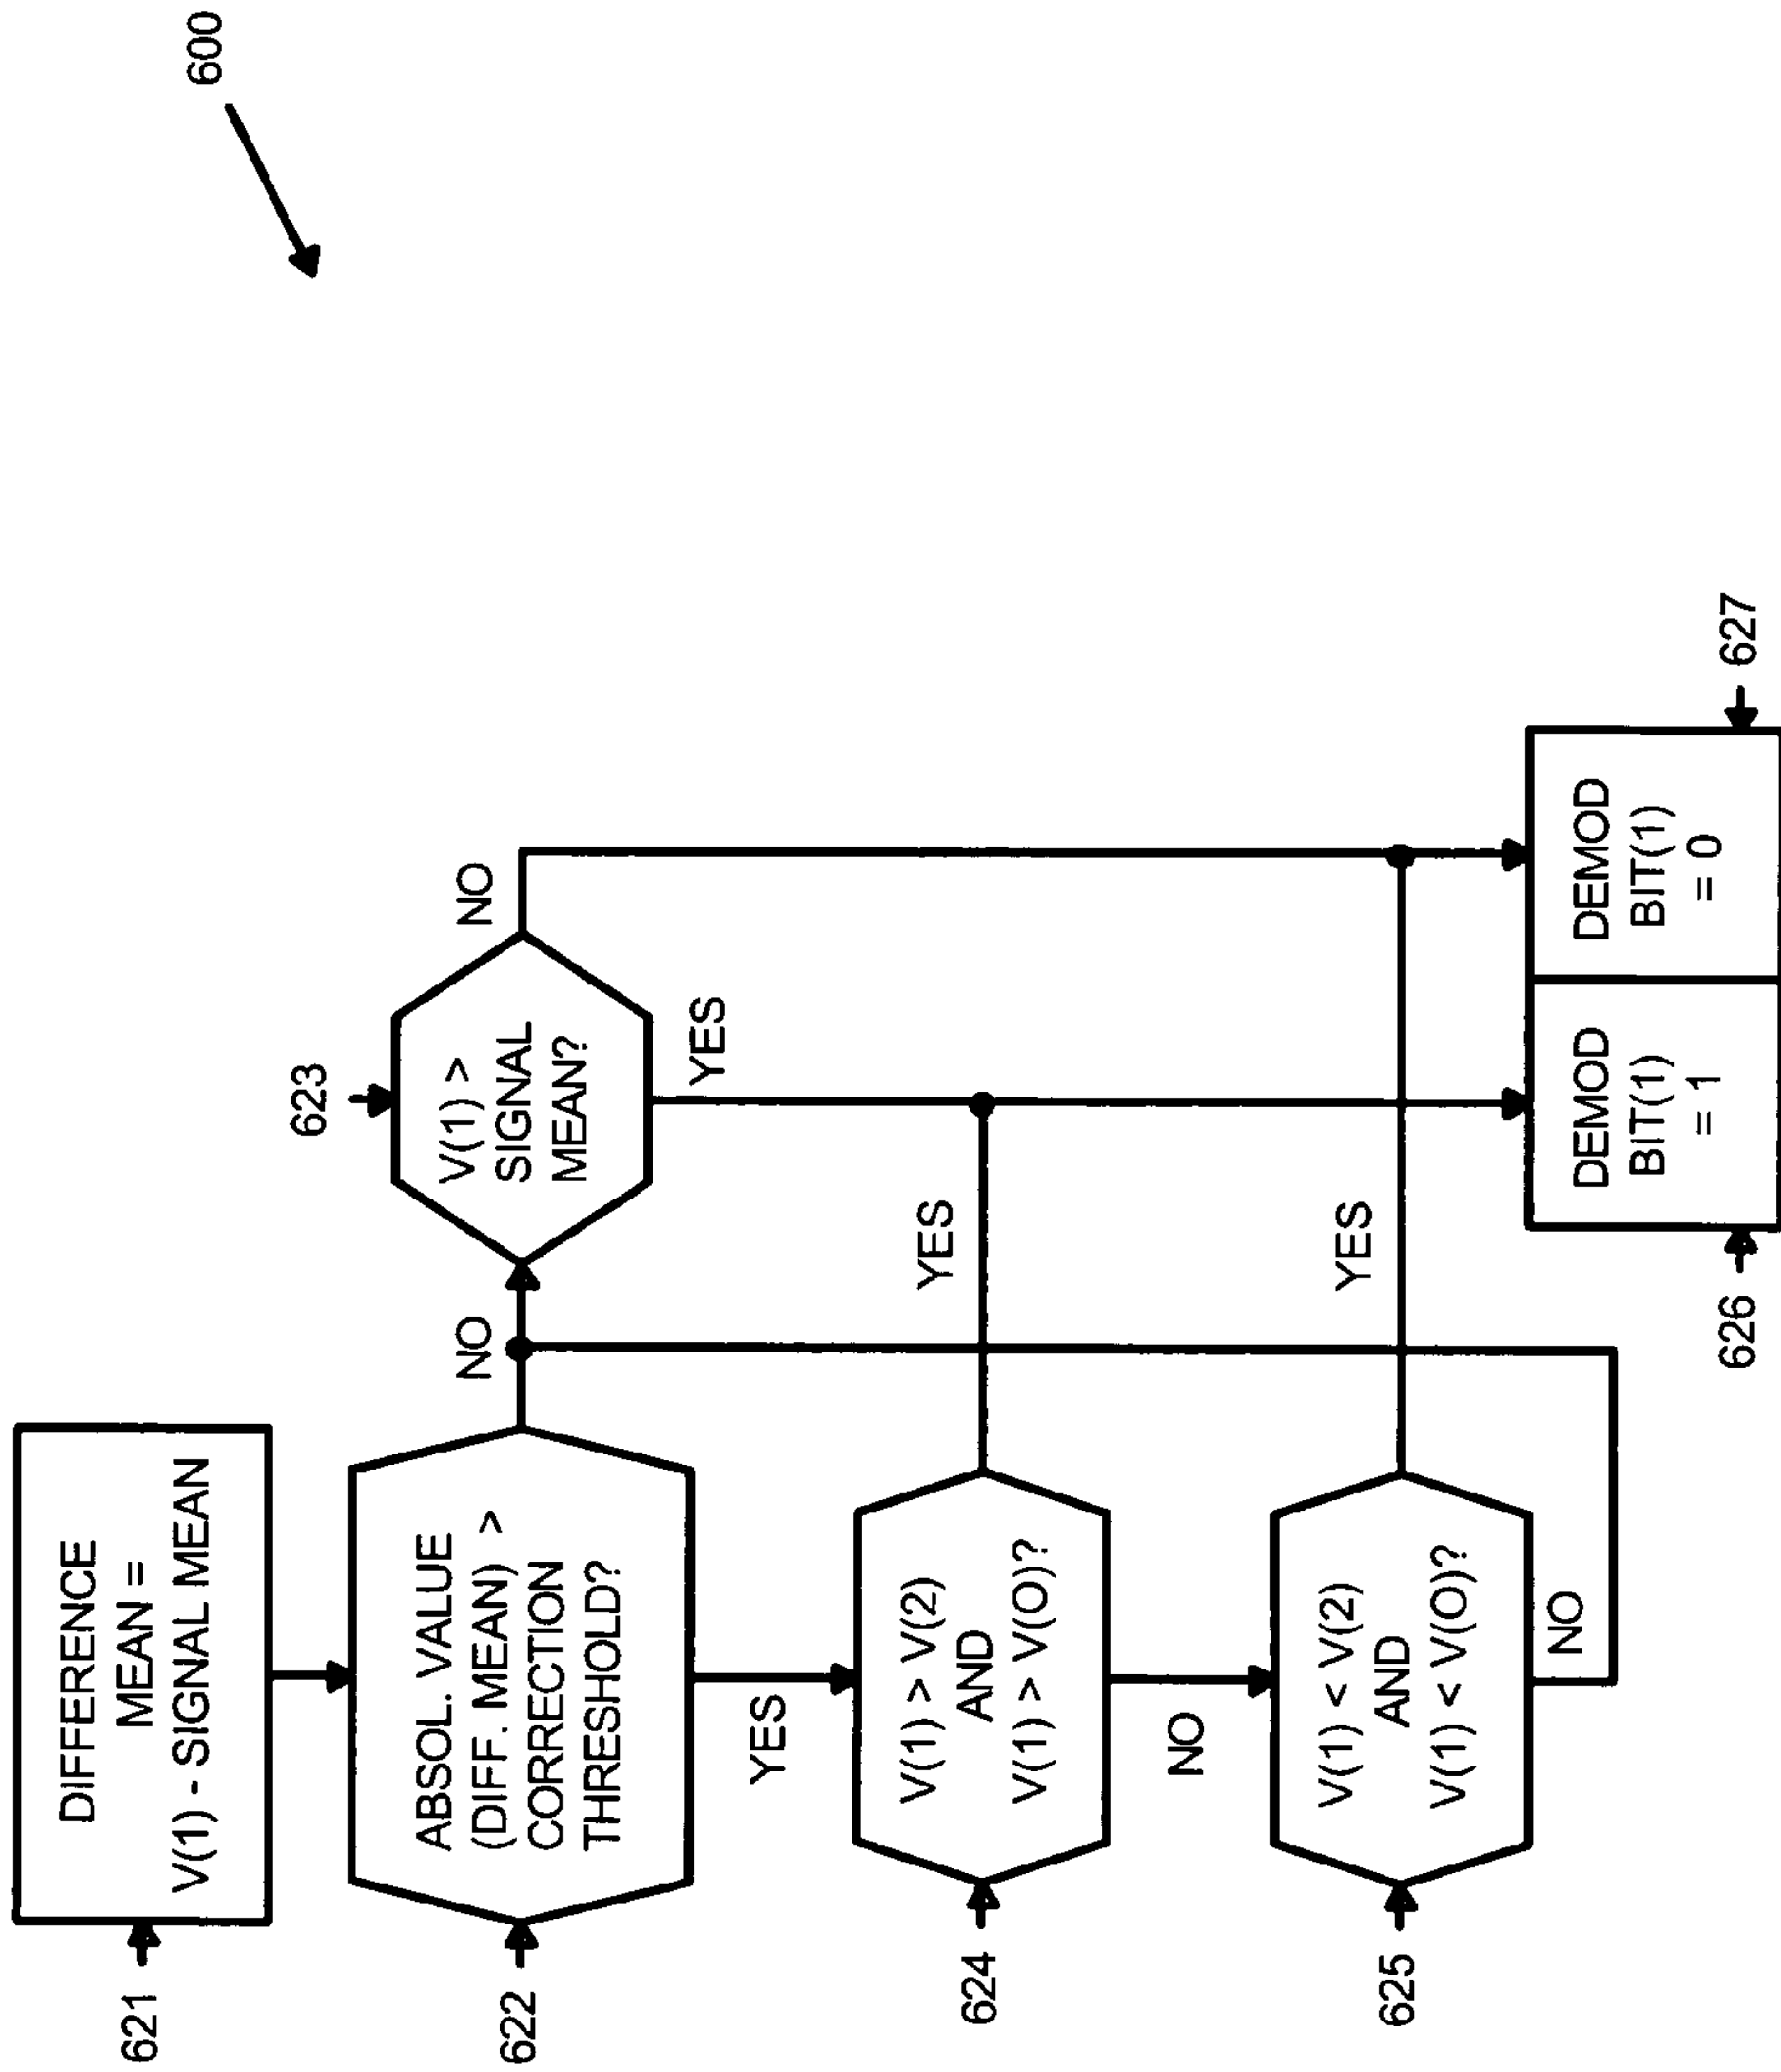 600
621
DIFFERENCE
MEAN =
V(1) - SIGNAL MEAN
622
ABSOL. VALUE
(DIFF. MEAN) >
CORRECTION
THRESHOLD?
NO
YES
623
V(1) >
SIGNAL
MEAN?
NO
YES
624
V(1) > V(2)
AND
V(1) > V(O)?
YES
NO
625
V(1) < V(2)
AND
V(1) < V(O)?
YES
NO
626
DEMOD
BIT(1)
= 1
DEMOD
BIT(1)
= 0
627